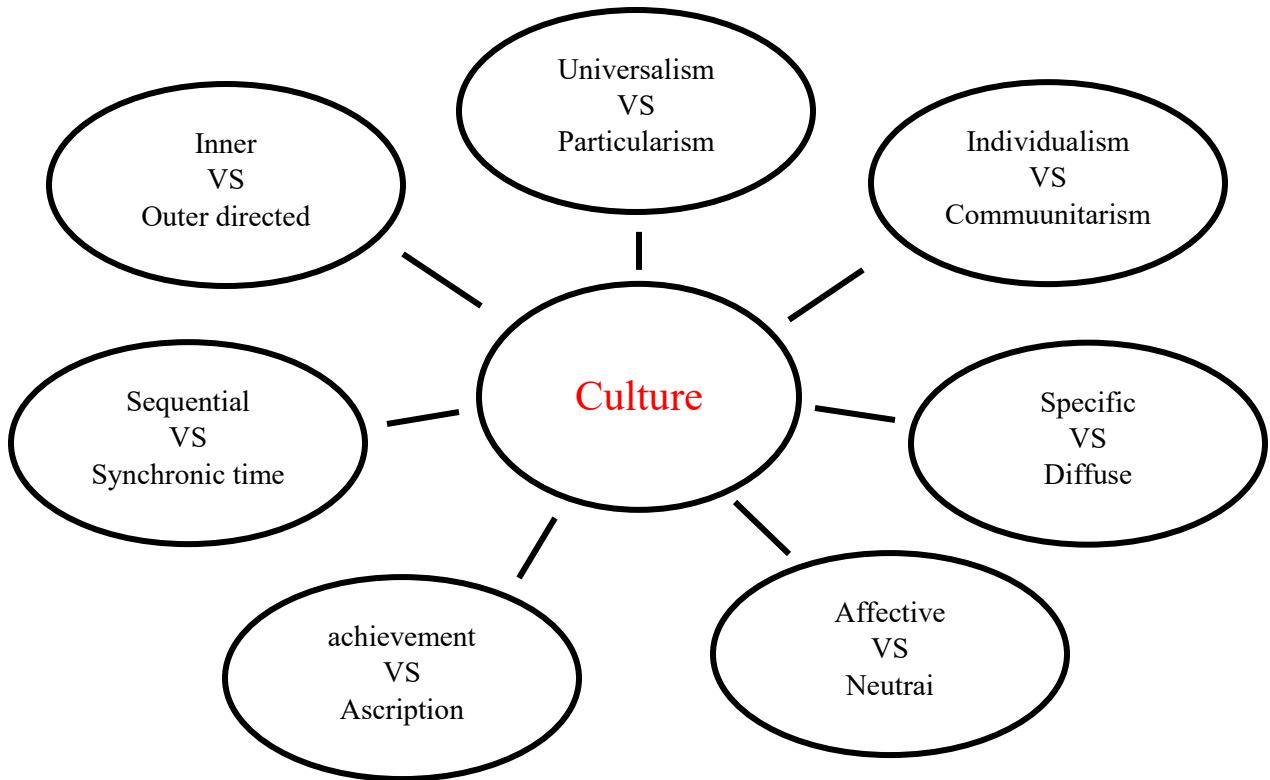 Universalism
VS
Particularism
Inner
VS
Outer directed
Individualism
VS
Commuunitarism
Culture
Sequential
VS
Synchronic time
Specific
VS
Diffuse
achievement
VS
Ascription
Affective
VS
Neutrai